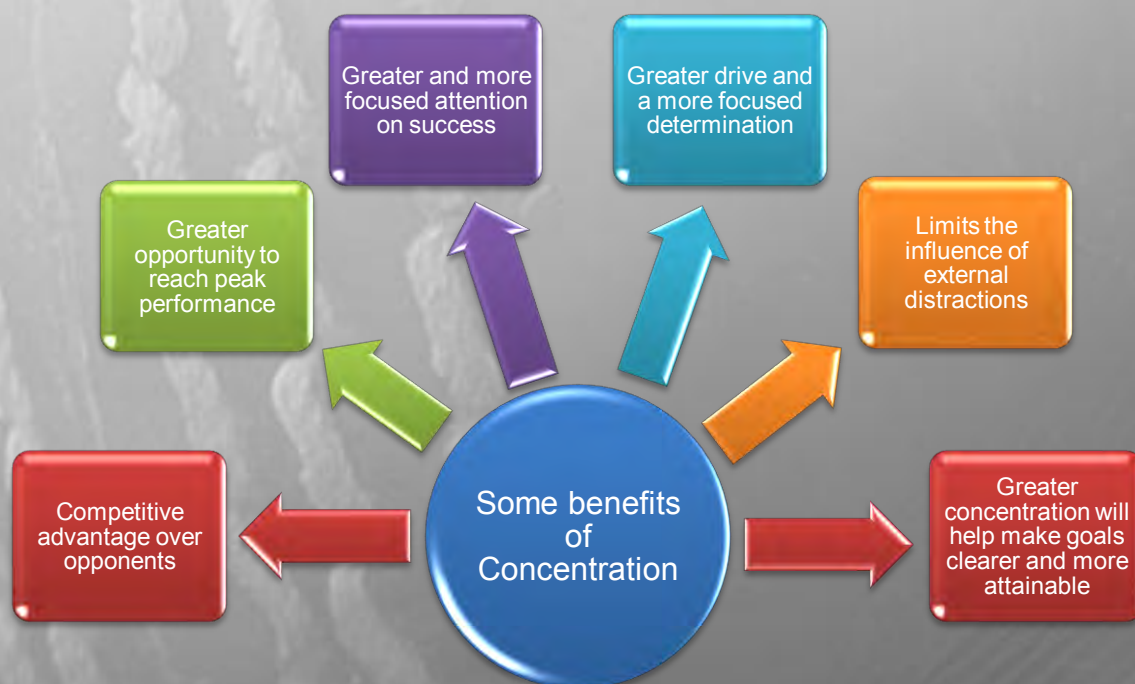 Greater and more
focused attention
on success
Greater drive and
a more focused
determination
Greater
opportunity to
reach peak
performance
Limits the
influence of
external
distractions
Competitive
advantage over
opponents
Some benefits
of
Concentration
Greater
concentration will
help make goals
clearer and more
attainable